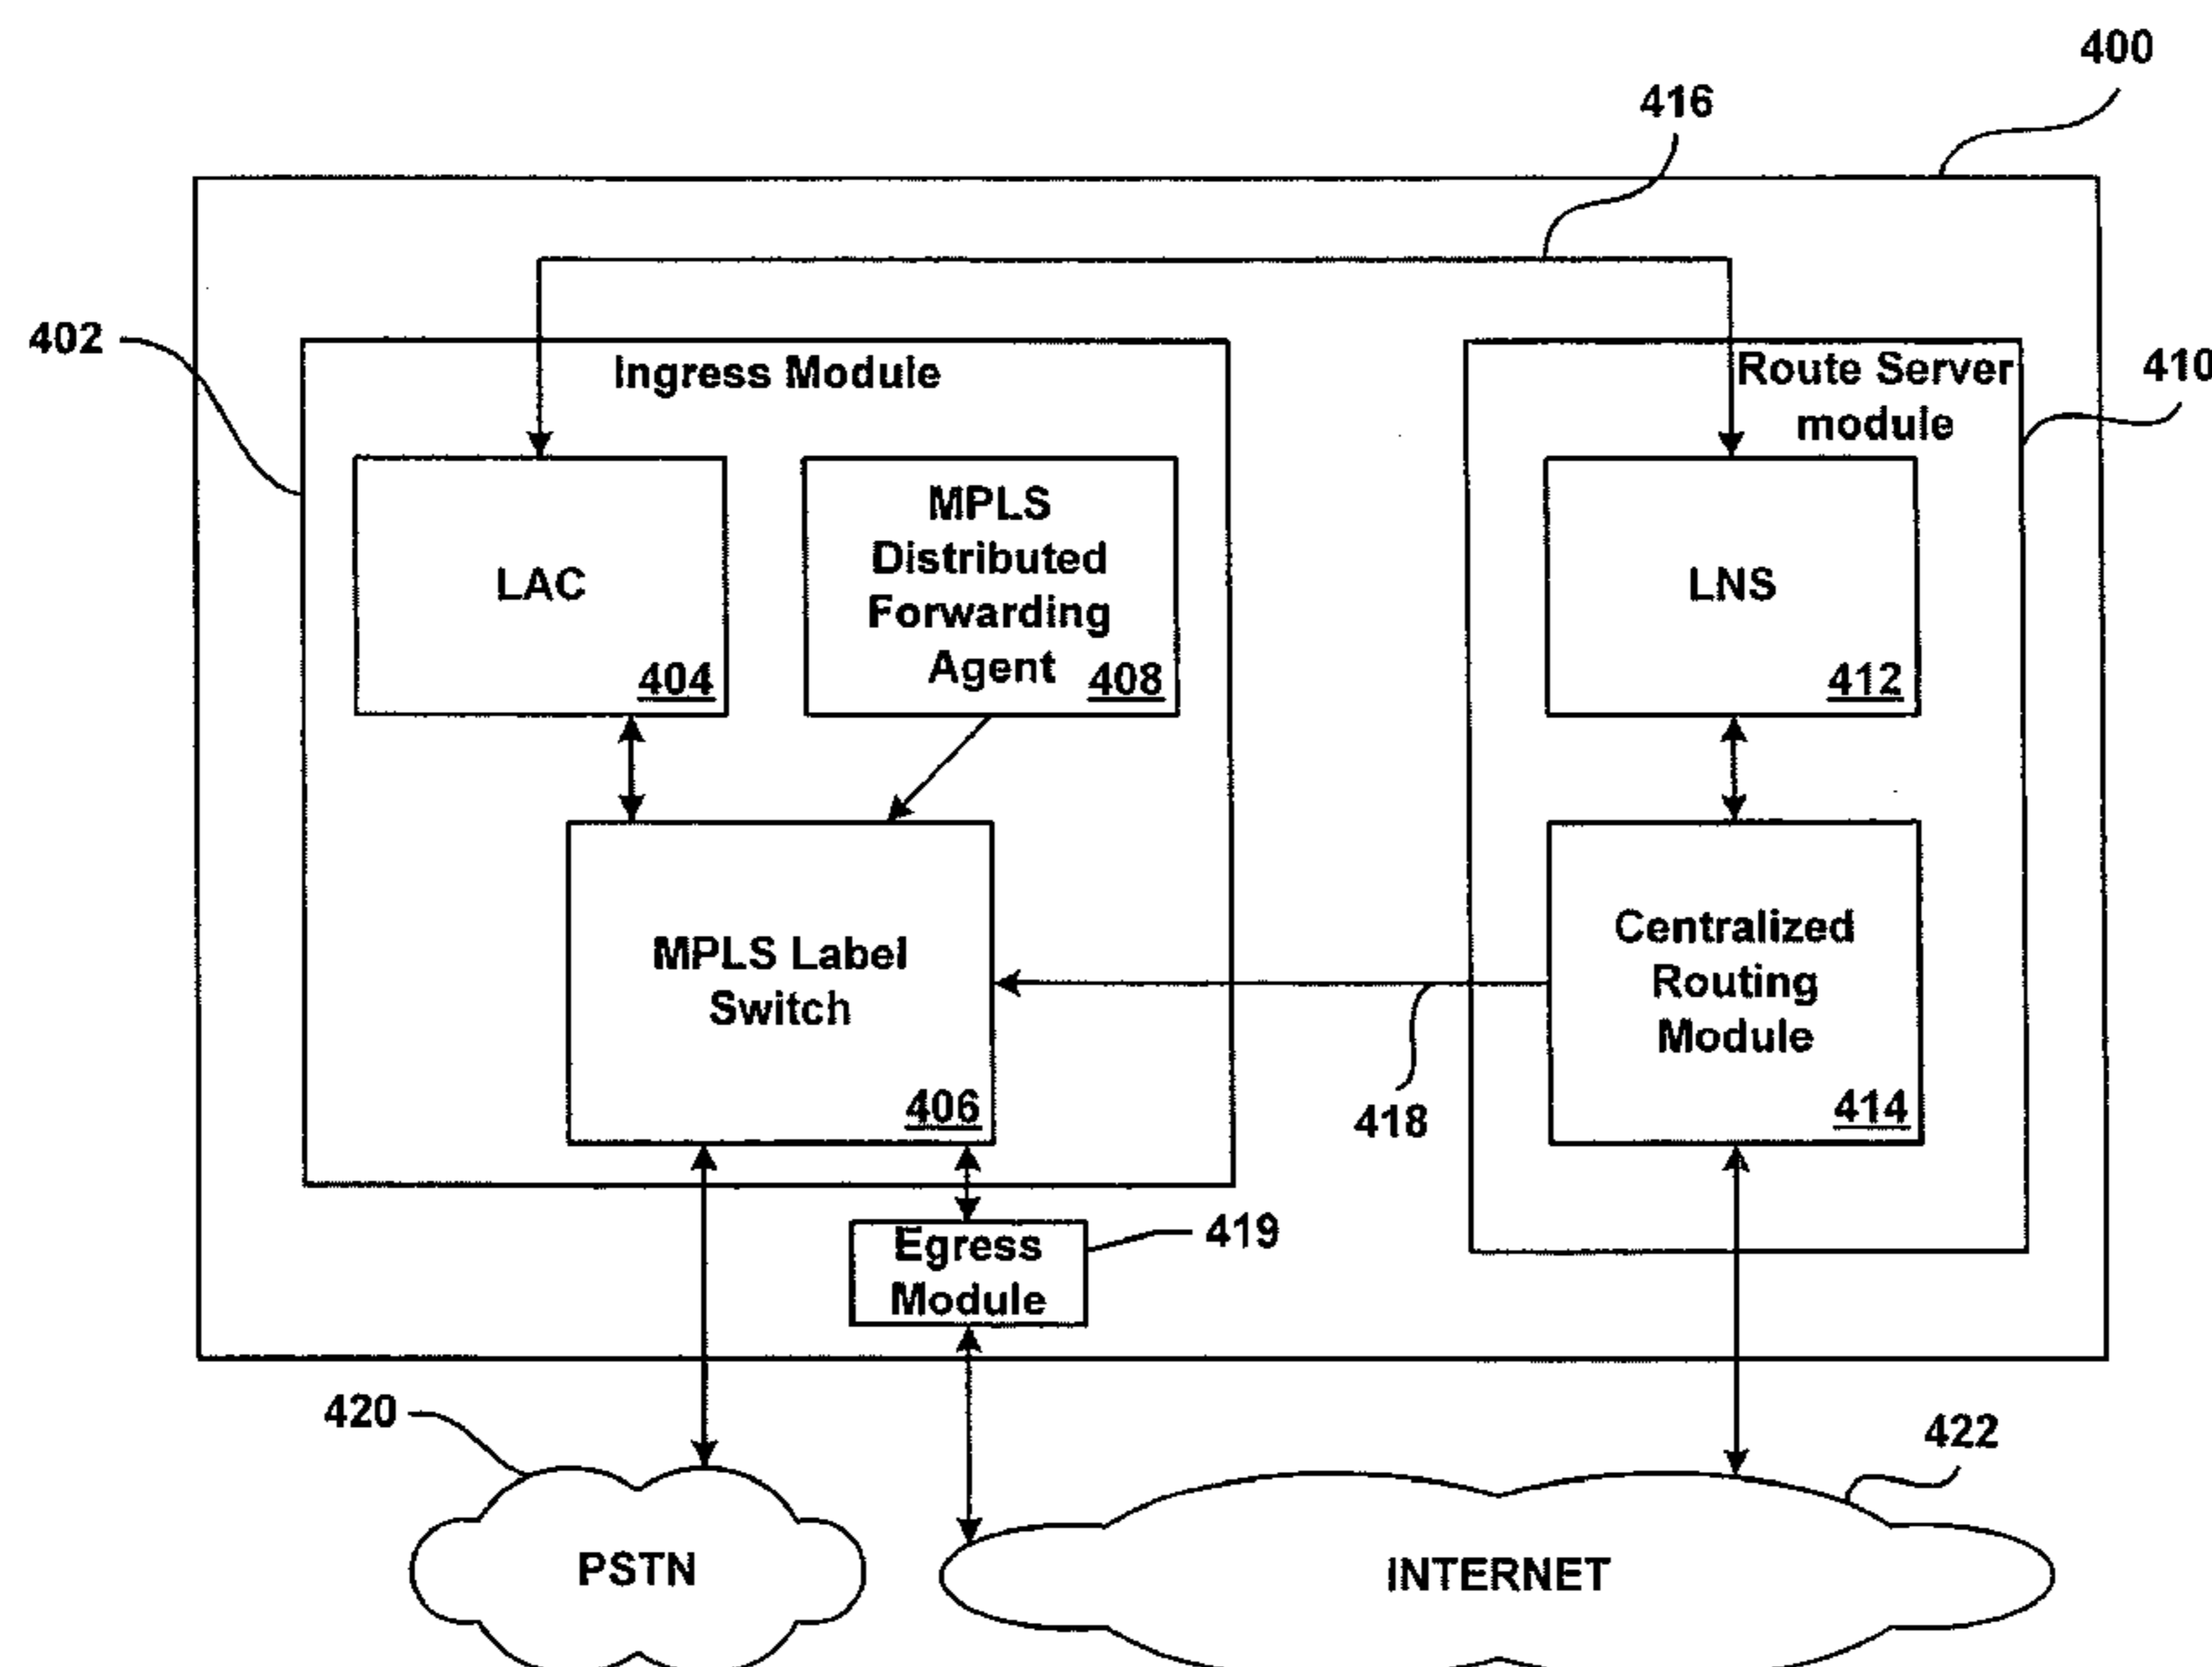 400
416
402
Ingress Module
Route Server
module
410
LAC
404
MPLS
Distributed
Forwarding
Agent
408
LNS
412
MPLS Label
Switch
406
Centralized
Routing
Module
414
418
Egress
Module
419
420
422
PSTN
INTERNET